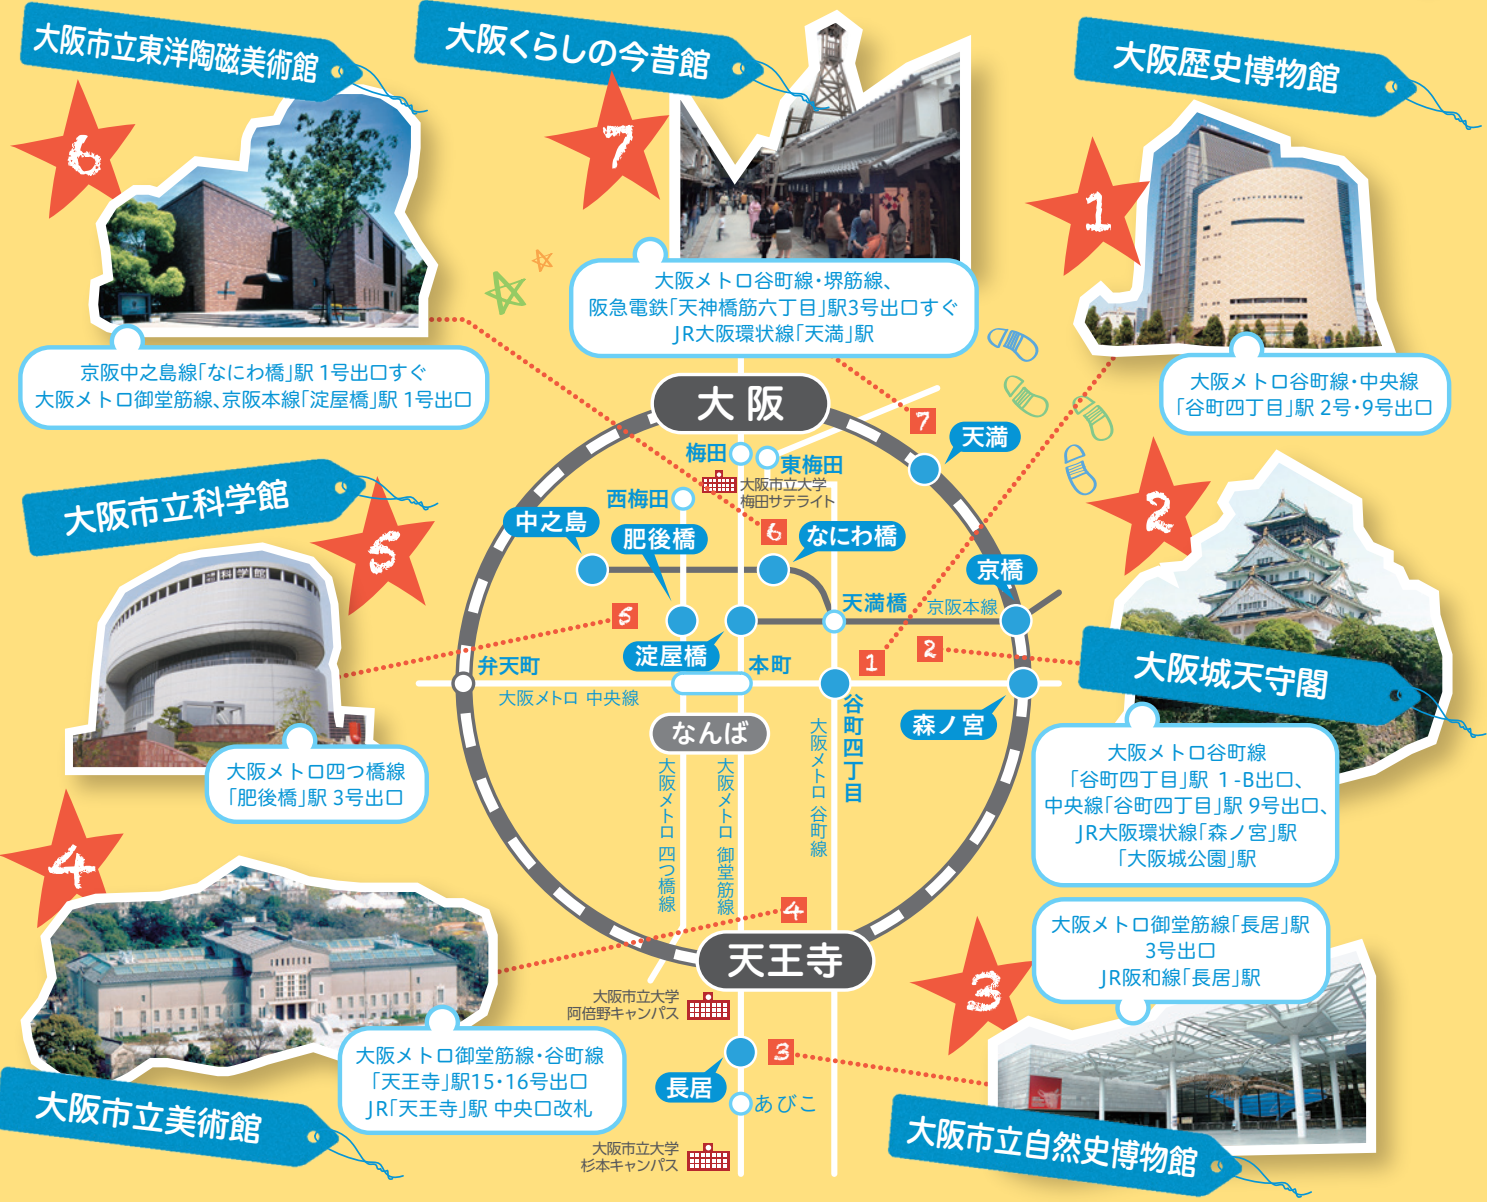 大阪市立東洋陶磁美術館
6
京阪中之島線「なにわ橋」駅 1号出口すぐ
大阪メトロ御堂筋線、京阪本線「淀屋橋」駅 1号出口
大阪くらしの今昔館
7
大阪メトロ谷町線・堺筋線、
阪急電鉄「天神橋筋六丁目」駅3号出口すぐ
JR大阪環状線「天満」駅
大阪歴史博物館
1
大阪メトロ谷町線・中央線
「谷町四丁目」駅 2号・9号出口
大阪市立科学館
5
科学館
大阪メトロ四つ橋線
「肥後橋」駅 3号出口
2
大阪城天守閣
大阪メトロ谷町線
「谷町四丁目」駅 1-B出口、
中央線「谷町四丁目」駅 9号出口、
JR大阪環状線「森ノ宮」駅
「大阪城公園」駅
大阪
7
天満
梅田
東梅田
大阪市立大学
梅田サテライト
西梅田
中之島
肥後橋
6
なにわ橋
京橋
天満橋
京阪本線
5
淀屋橋
本町
1
2
弁天町
大阪メトロ 中央線
なんば
谷町四丁目
森ノ宮
大阪メトロ 四つ橋線
大阪メトロ 御堂筋線
大阪メトロ 谷町線
4
天王寺
大阪市立大学
阿倍野キャンパス
3
長居
あびこ
大阪市立大学
杉本キャンパス
4
大阪メトロ御堂筋線・谷町線
「天王寺」駅15・16号出口
JR「天王寺」駅 中央口改札
大阪市立美術館
大阪メトロ御堂筋線「長居」駅
3号出口
JR阪和線「長居」駅
3
大阪市立自然史博物館